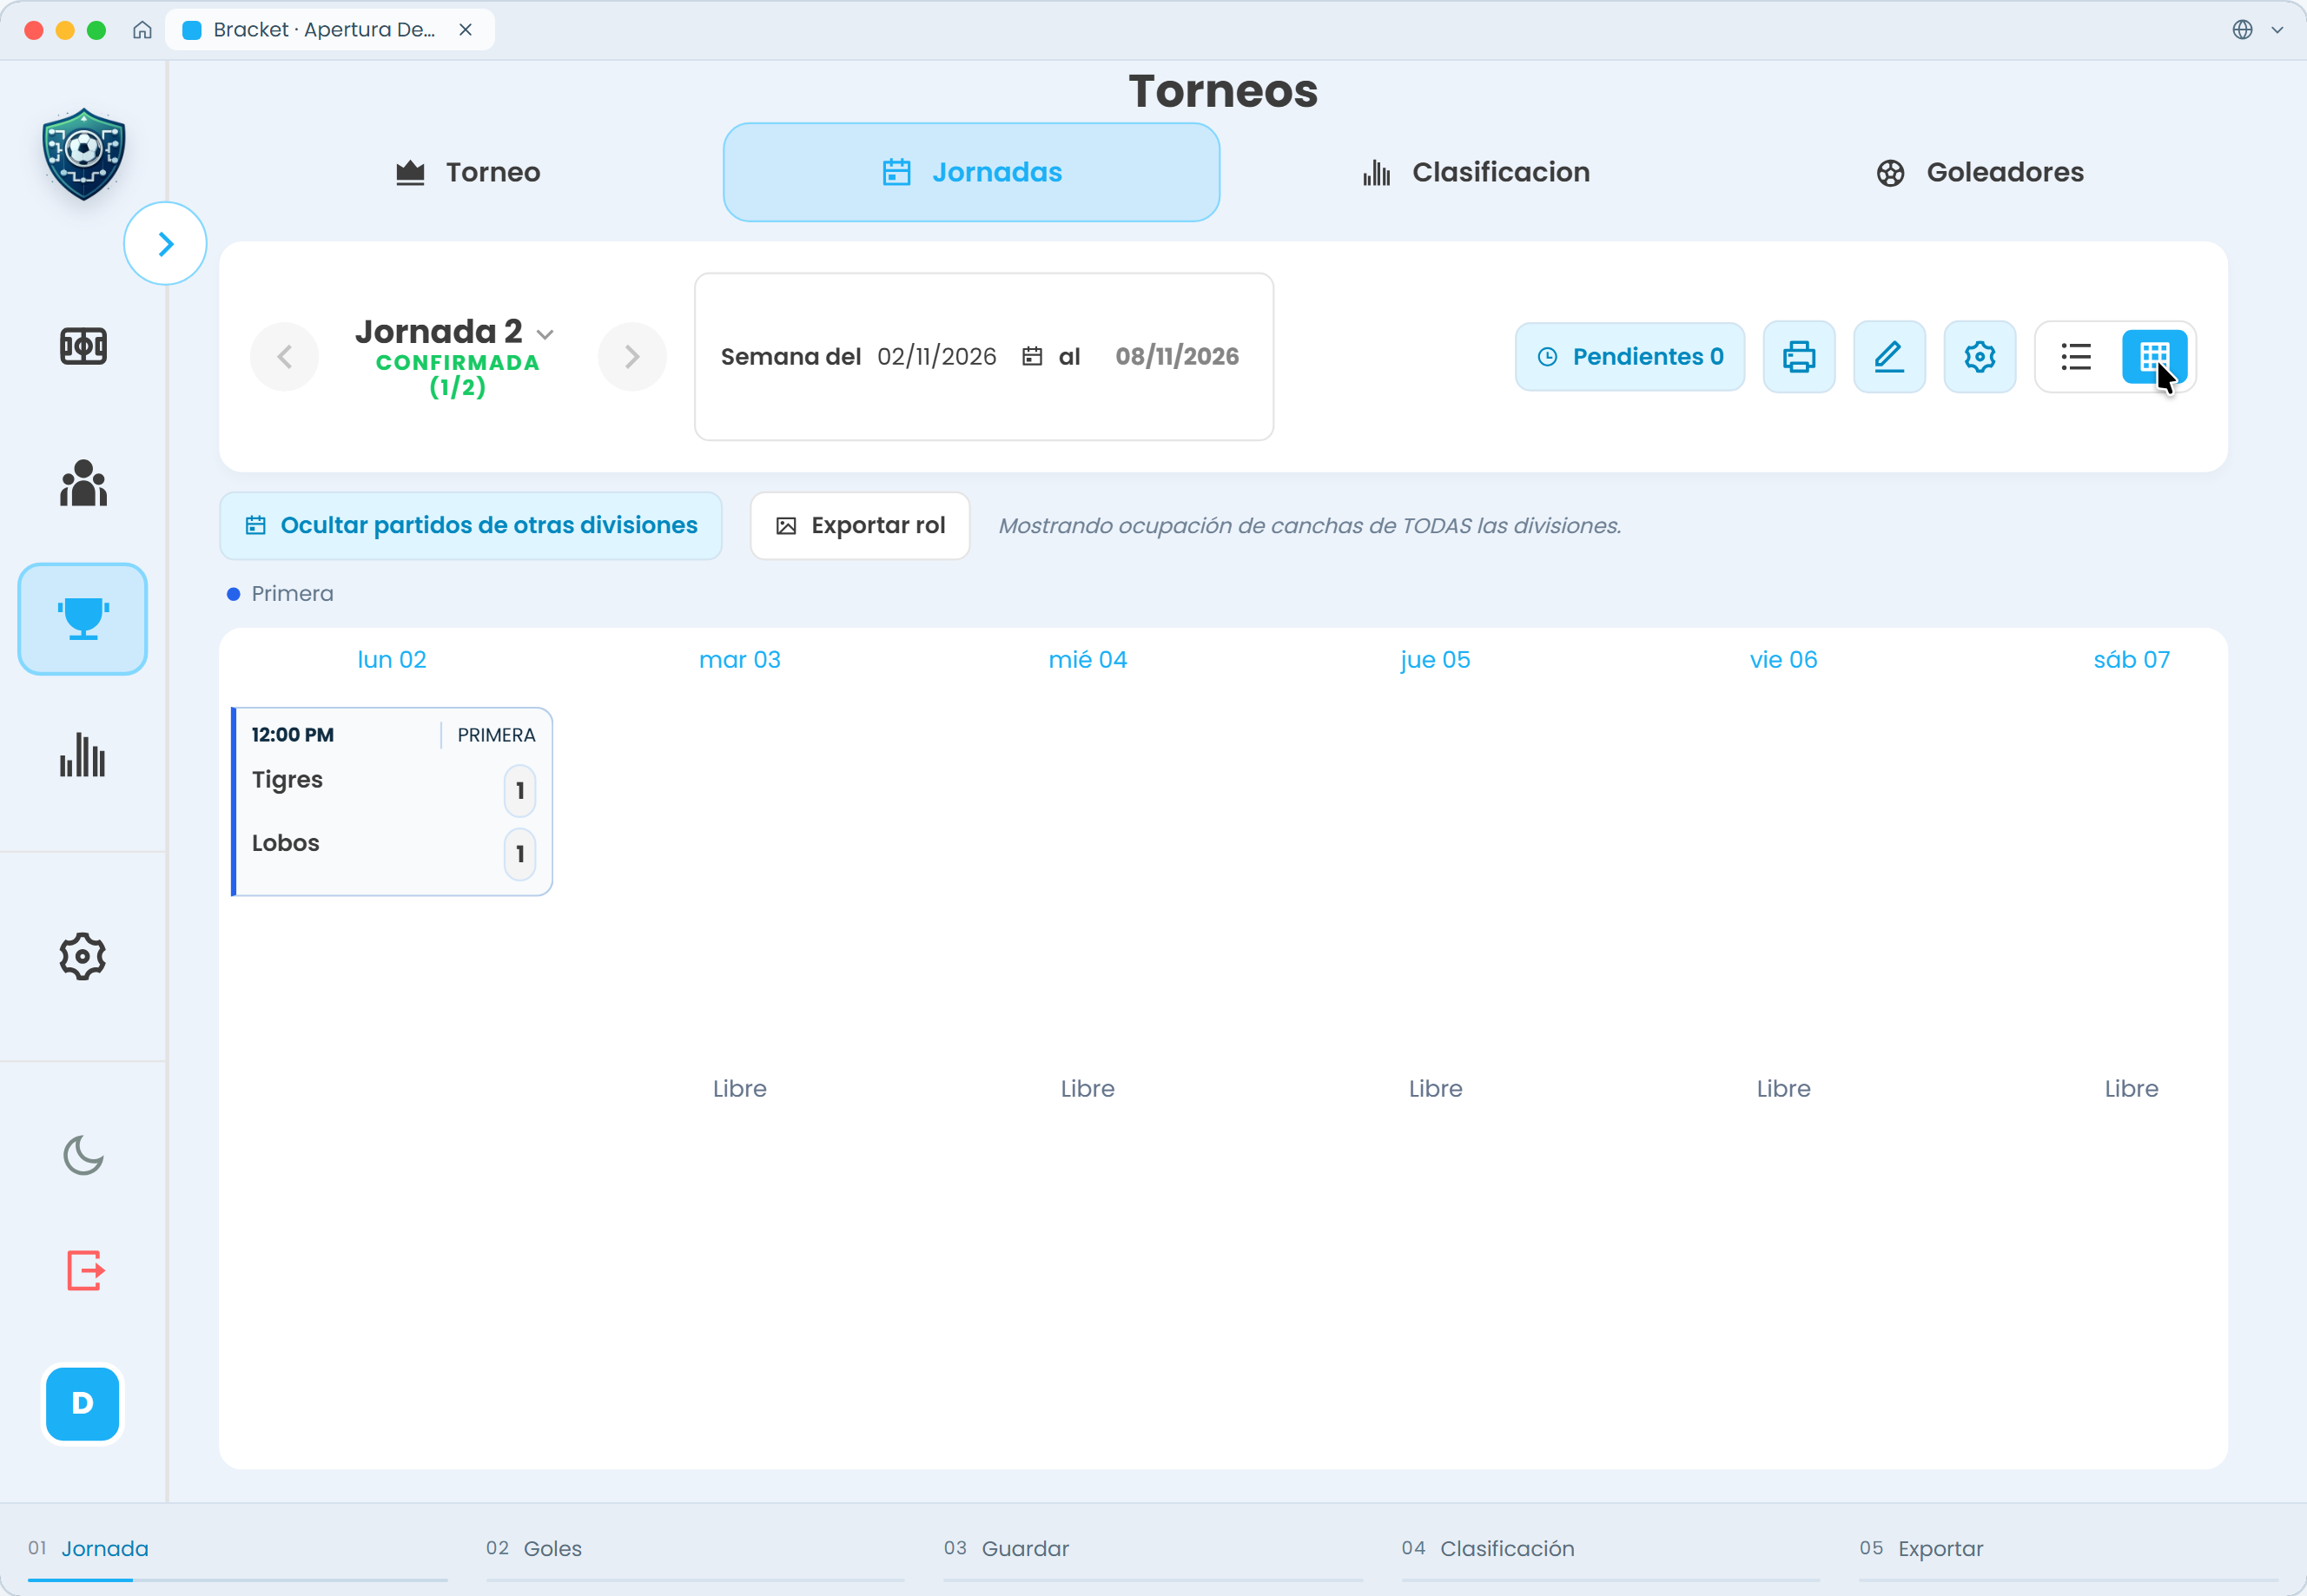 Bracket · Apertura De...
Torneos
Torneo
Jornadas
Clasificacion
Goleadores
Jornada 2
CONFIRMADA
(1/2)
Semana del 02/11/2026 al 08/11/2026
Pendientes 0
Ocultar partidos de otras divisiones
Exportar rol
Mostrando ocupación de canchas de TODAS las divisiones.
Primera
lun 02
mar 03
mié 04
jue 05
vie 06
sáb 07
12:00 PM
PRIMERA
Tigres 1
Lobos 1
Libre
Libre
Libre
Libre
Libre
D
01 Jornada
02 Goles
03 Guardar
04 Clasificación
05 Exportar